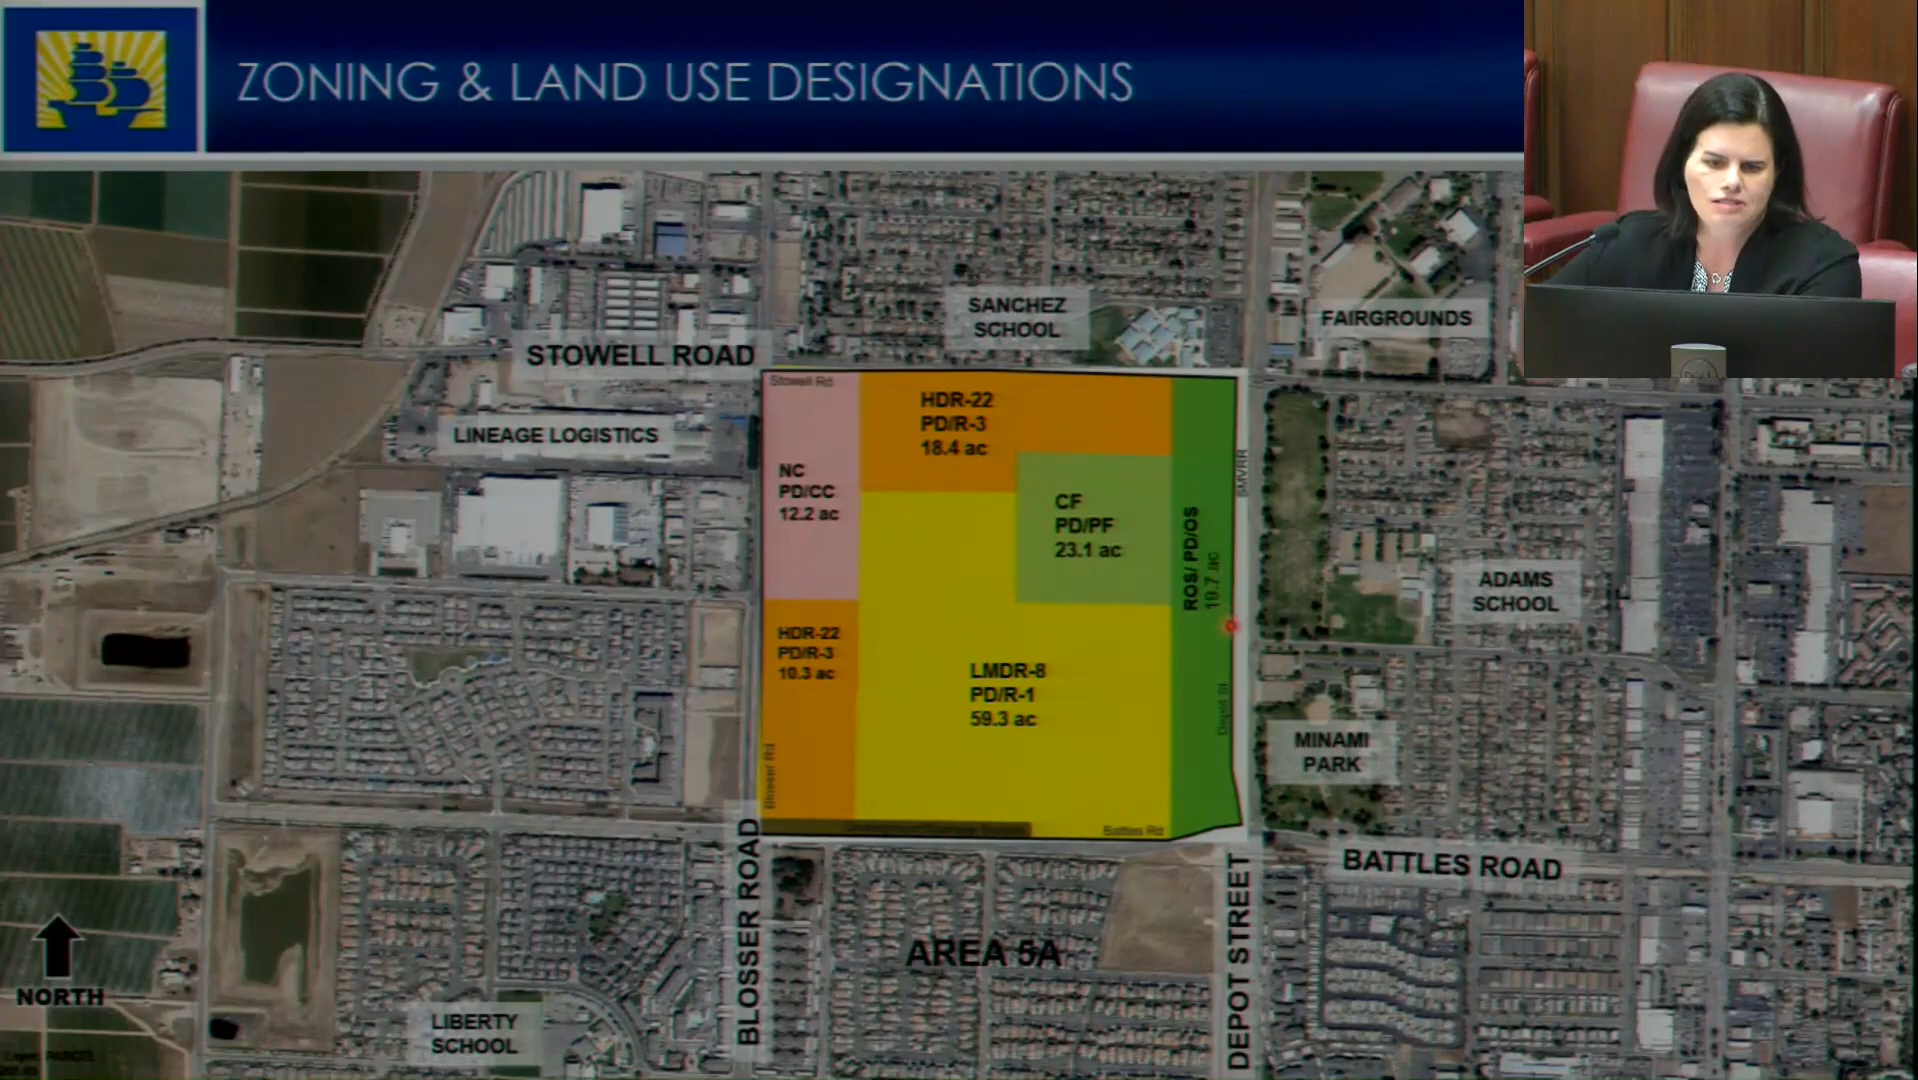 ZONING & LAND USE DESIGNATIONS
SANCHEZ
SCHOOL
FAIRGROUNDS
STOWELL ROAD
Stowell Rd
HDR-22
PD/R-3
18.4 ac
LINEAGE LOGISTICS
NC
PD/CC
12.2 ac
CF
PD/PF
23.1 ac
SMVRR
ROS/ PD/OS
19.7 ac
ADAMS
SCHOOL
HDR-22
PD/R-3
10.3 ac
LMDR-8
PD/R-1
59.3 ac
Depot St
MINAMI
PARK
Blosser Rd
Battles Rd
BLOSSER ROAD
BATTLES ROAD
DEPOT STREET
AREA 5A
NORTH
LIBERTY
SCHOOL
DELL